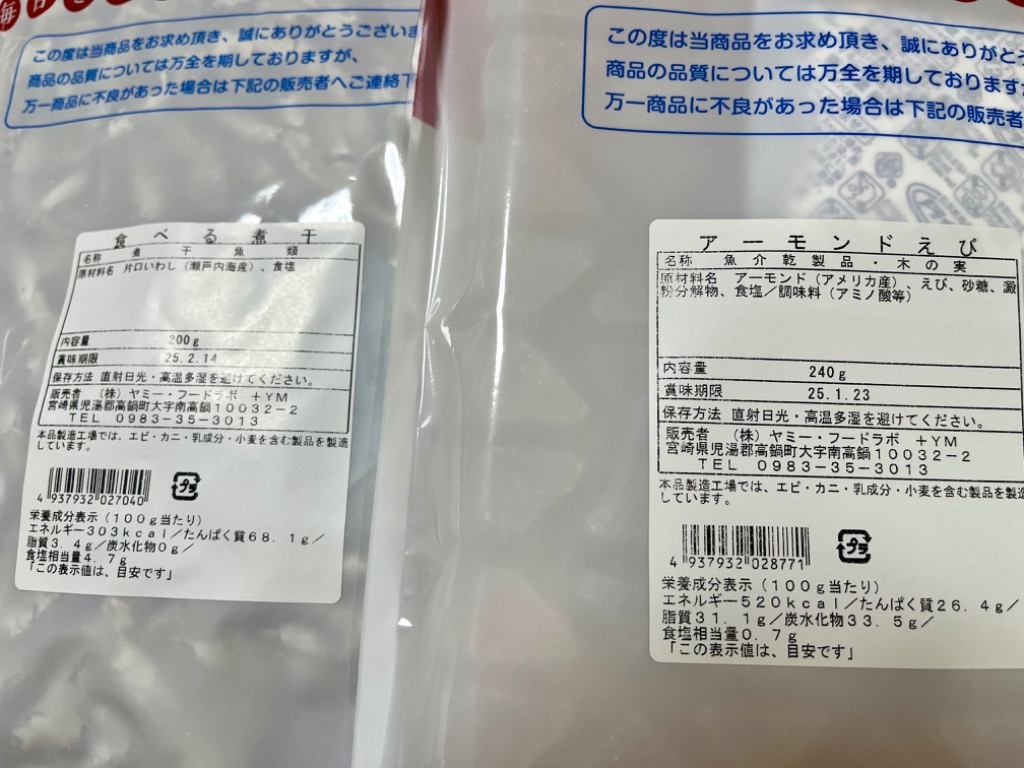 この度は当商品をお求め頂き、誠にありがとうござい
商品の品質については万全を期しておりますが、
万一商品に不良があった場合は下記の販売者へご連絡
食べる煮干
名称 煮干魚類
原材料名 片口いわし（瀬戸内海産）、食塩
内容量 200g
賞味期限 25.2.14
保存方法 直射日光・高温多湿を避けてください。
販売者 （株）ヤミー・フードラボ +YM
宮崎県児湯郡高鍋町大字南高鍋10032-2
TEL 0983-35-3013
本品製造工場では、エビ・カニ・乳成分・小麦を含む製品を製造
しています。
4 937932 027040
プラ
栄養成分表示（100g当たり）
エネルギー303kcal/たんぱく質68.1g/
脂質3.4g/炭水化物0g/
食塩相当量4.7g
「この表示値は、目安です」
この度は当商品をお求め頂き、誠にありがとう
商品の品質については万全を期しておりますが
万一商品に不良があった場合は下記の販売者
アーモンドえび
名称 魚介乾製品・木の実
原材料名 アーモンド（アメリカ産）、えび、砂糖、澱
粉分解物、食塩/調味料（アミノ酸等）
内容量 240g
賞味期限 25.1.23
保存方法 直射日光・高温多湿を避けてください。
販売者 （株）ヤミー・フードラボ +YM
宮崎県児湯郡高鍋町大字南高鍋10032-2
TEL 0983-35-3013
本品製造工場では、エビ・カニ・乳成分・小麦を含む製品を製
しています。
4 937932 028771
プラ
栄養成分表示（100g当たり）
エネルギー520kcal/たんぱく質26.4g/
脂質31.1g/炭水化物33.5g/
食塩相当量0.7g
「この表示値は、目安です」